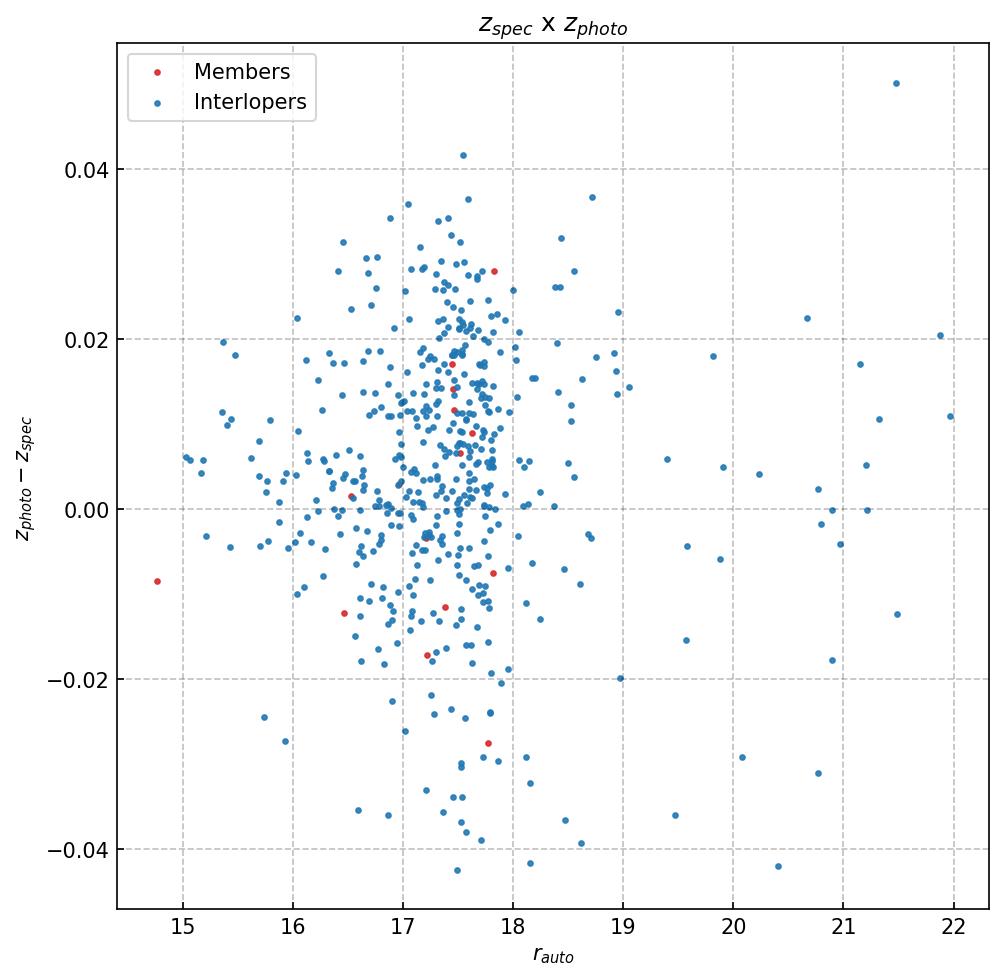 z_spec x z_photo
Members
Interlopers
z_photo − z_spec
0.04
0.02
0.00
−0.02
−0.04
15 16 17 18 19 20 21 22
r_auto